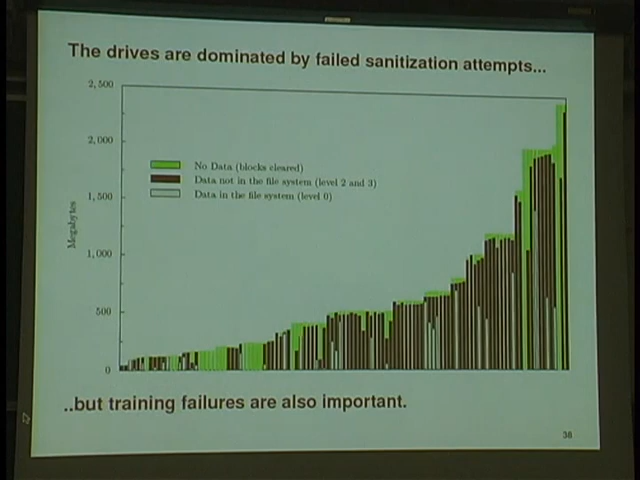 The drives are dominated by failed sanitization attempts...
2,500
2,000
1,500
1,000
500
0
Megabytes
No Data (blocks cleared)
Data not in the file system (level 2 and 3)
Data in the file system (level 0)
..but training failures are also important.
38